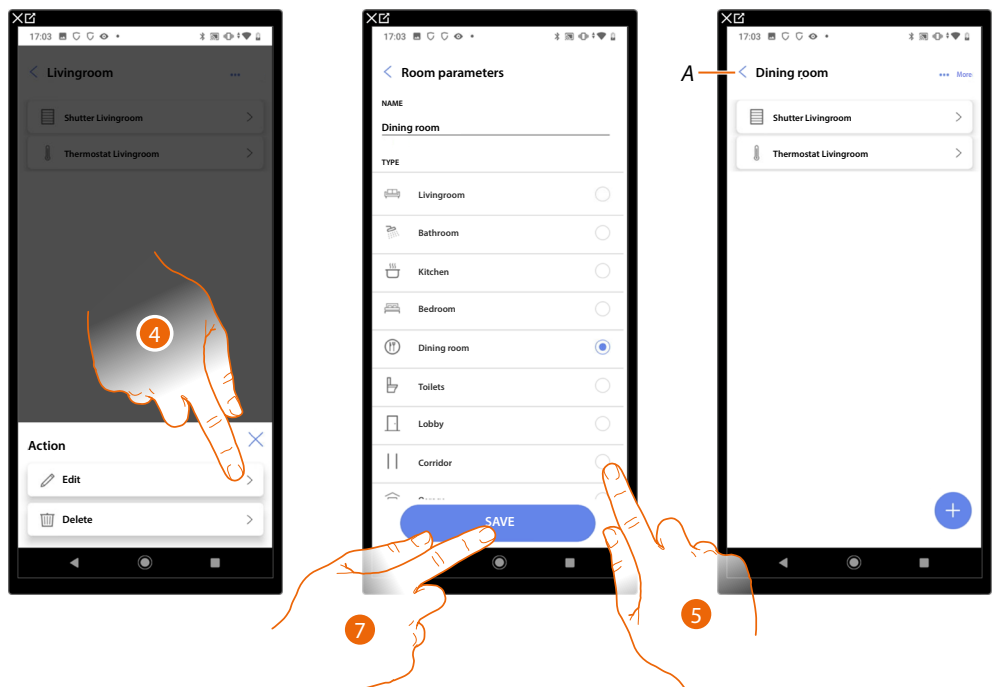 17:03
Livingroom
Shutter Livingroom
Thermostat Livingroom
4
Action
Edit
Delete
17:03
Room parameters
NAME
Dining room
TYPE
Livingroom
Bathroom
Kitchen
Bedroom
Dining room
Toilets
Lobby
Corridor
SAVE
7
5
17:03
A
Dining room
More
Shutter Livingroom
Thermostat Livingroom